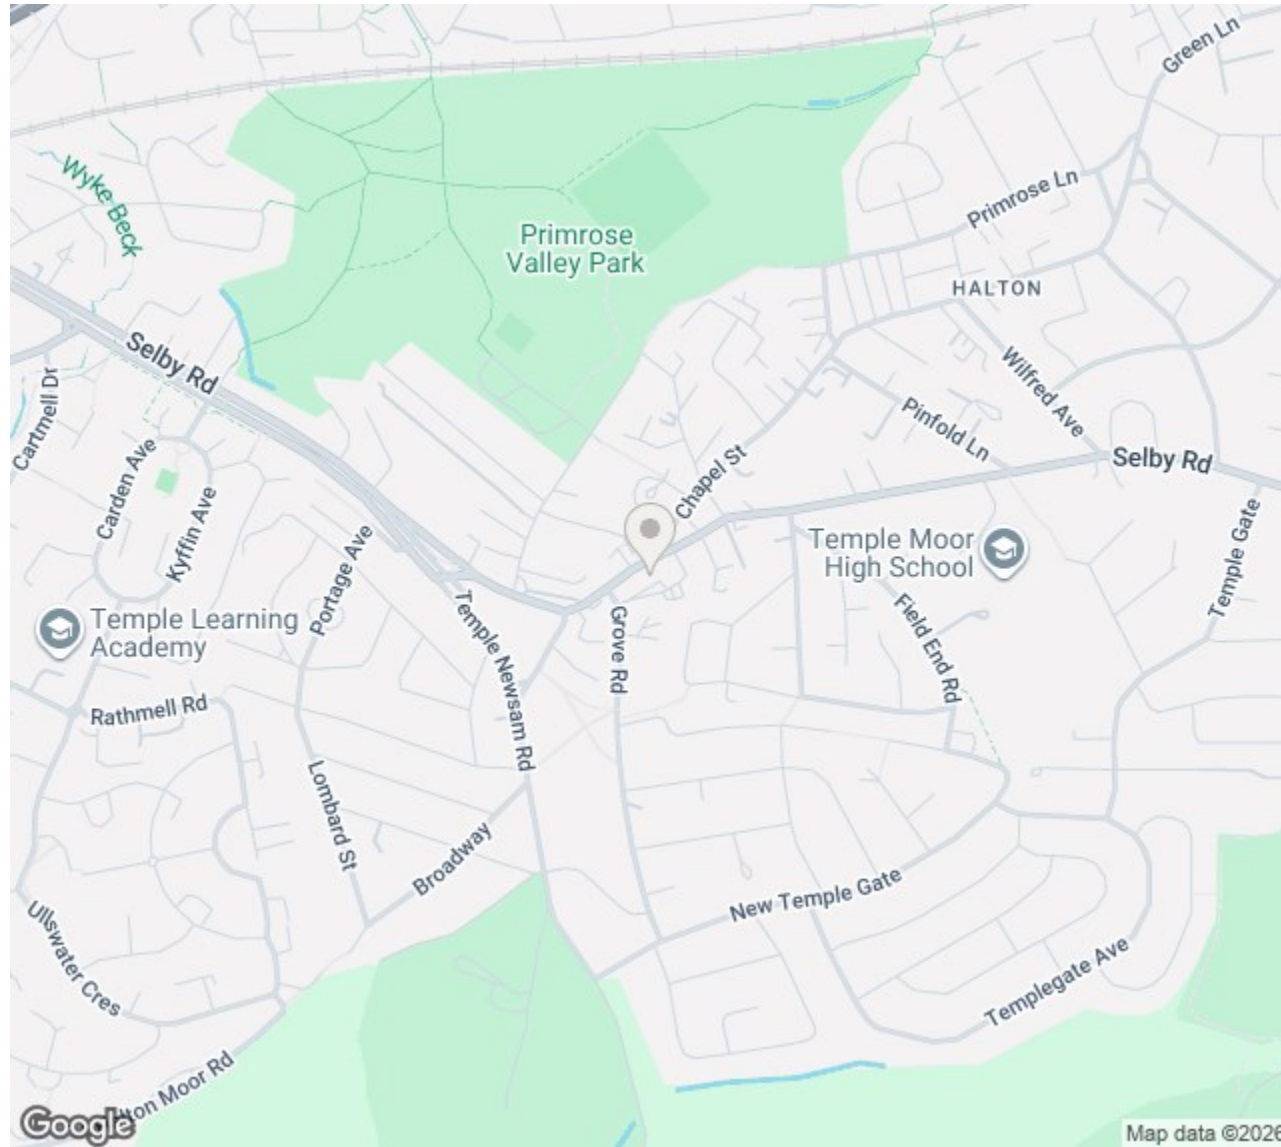 Green Ln
Wyke Beck
Primrose Ln
Primrose
Valley Park
HALTON
Selby Rd
Cartmell Dr
Wilfred Ave
Pinfold Ln
Selby Rd
Carden Ave
Kyffin Ave
Chapel St
Portage Ave
Temple Moor
High School
Temple Gate
Temple Learning
Academy
Temple Newsam Rd
Grove Rd
Field End Rd
Rathmell Rd
Lombard St
Broadway
New Temple Gate
Ullswater Cres
Templegate Ave
lton Moor Rd
Google
Map data ©2026